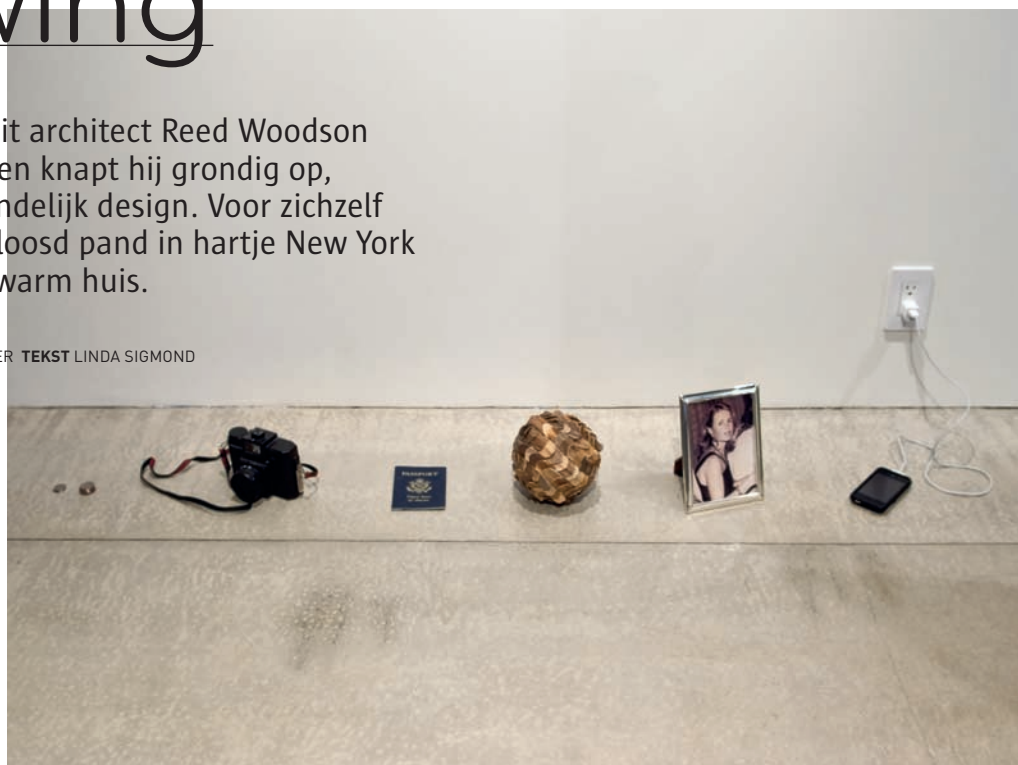 it architect Reed Woodson
en knapt hij grondig op,
ndelijk design. Voor zichzelf
loosd pand in hartje New York
warm huis.
ER TEKST LINDA SIGMOND
PASSPORT